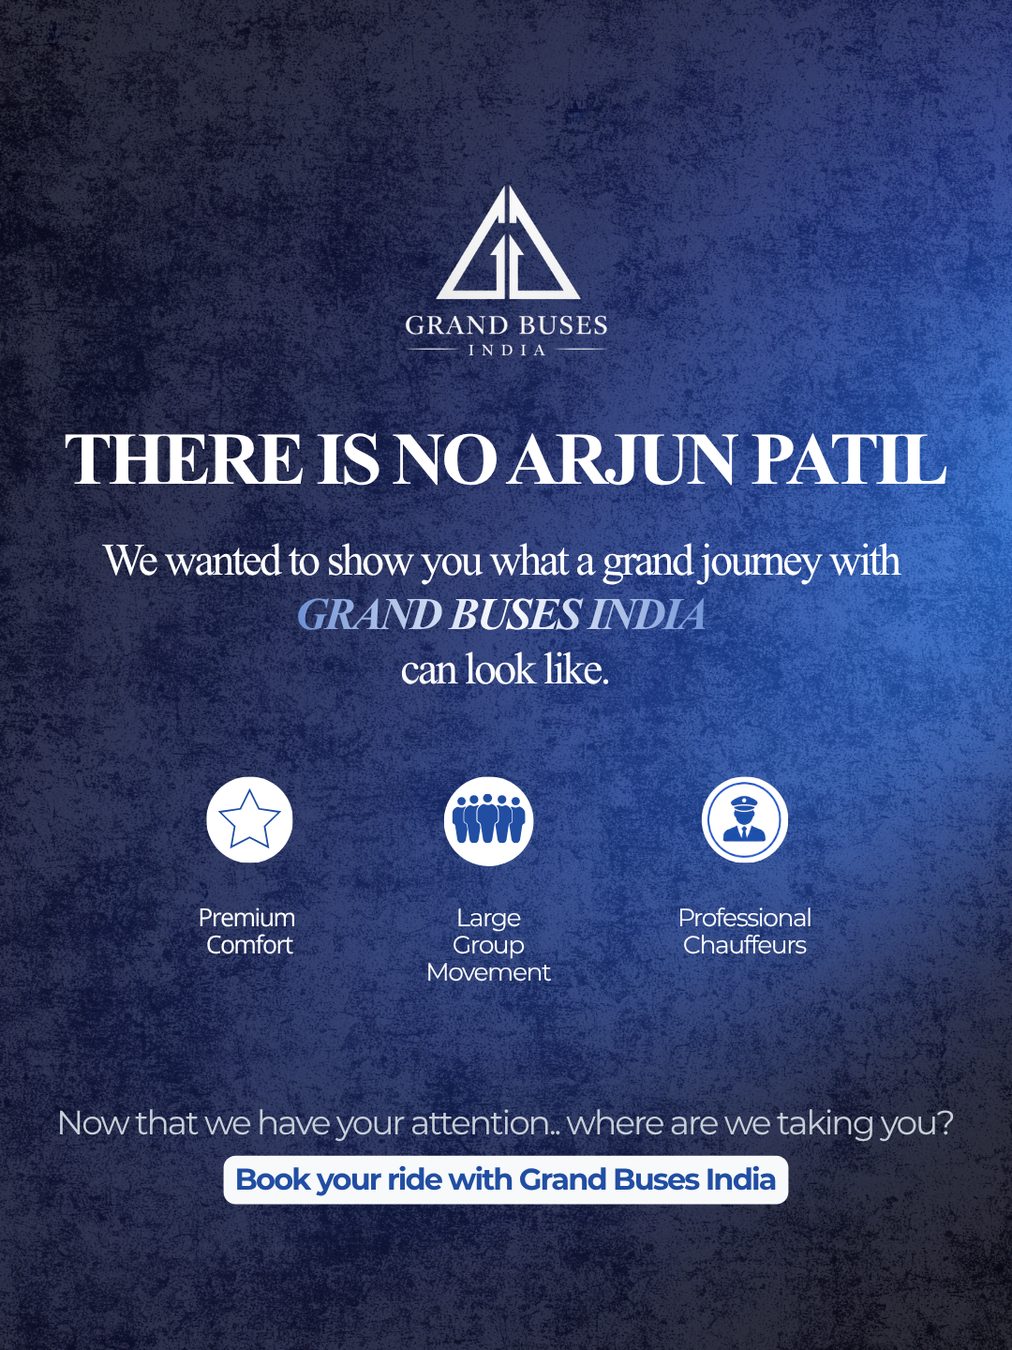 GRAND BUSES
INDIA
THERE IS NO ARJUN PATIL
We wanted to show you what a grand journey with
GRAND BUSES INDIA
can look like.
Premium
Comfort
Large
Group
Movement
Professional
Chauffeurs
Now that we have your attention.. where are we taking you?
Book your ride with Grand Buses India